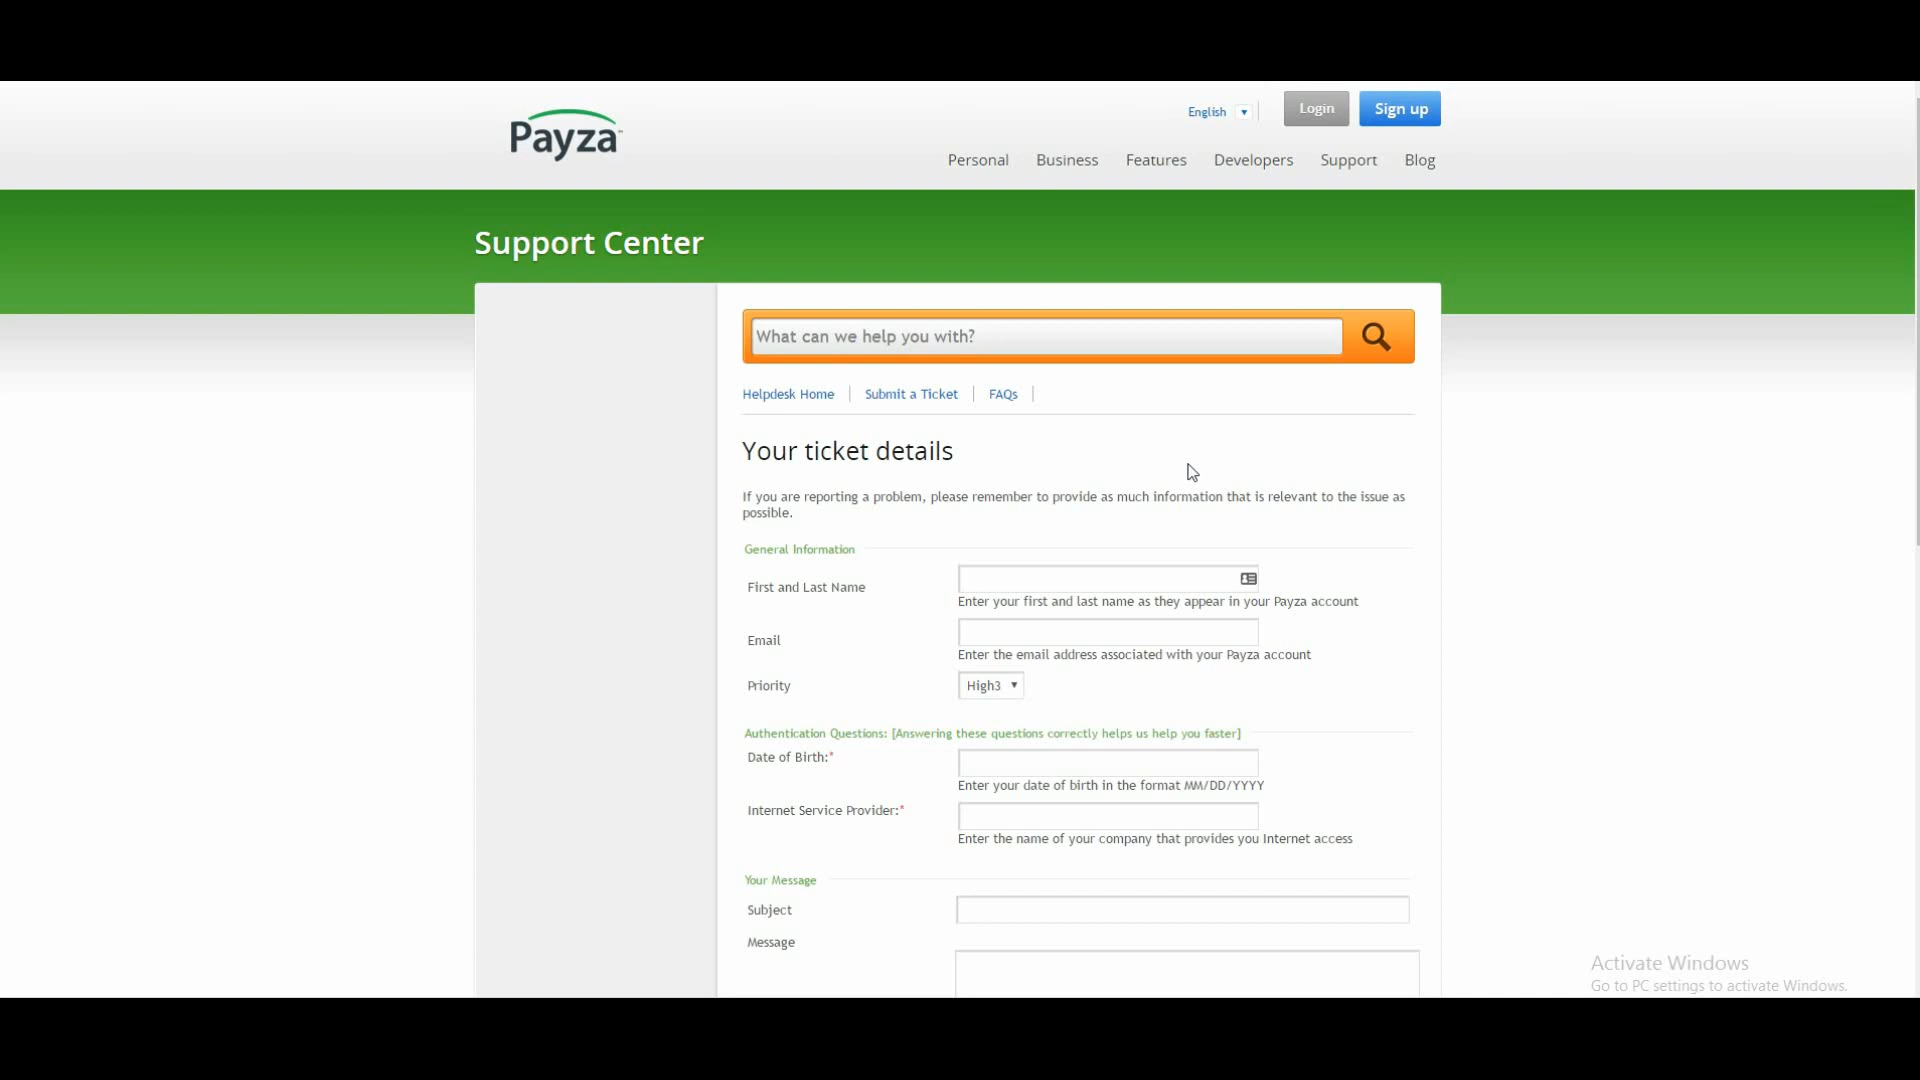 Payza
English
Login
Sign up
Personal Business Features Developers Support Blog
Support Center
What can we help you with?
Helpdesk Home Submit a Ticket FAQs
Your ticket details
If you are reporting a problem, please remember to provide as much information that is relevant to the issue as
possible.
General Information
First and Last Name
Enter your first and last name as they appear in your Payza account
Email
Enter the email address associated with your Payza account
Priority
High3
Authentication Questions: [Answering these questions correctly helps us help you faster]
Date of Birth:*
Enter your date of birth in the format MM/DD/YYYY
Internet Service Provider:*
Enter the name of your company that provides you Internet access
Your Message
Subject
Message
Activate Windows
Go to PC settings to activate Windows.